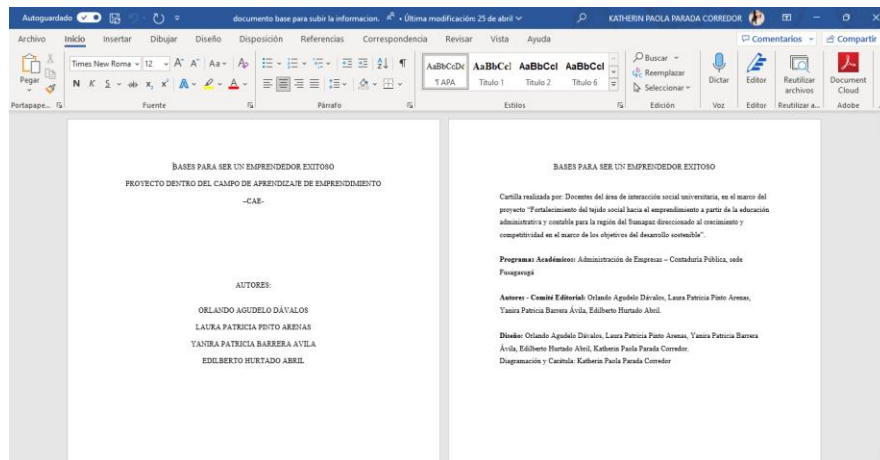 Autoguardado
documento base para subir la informacion. • Última modificación: 25 de abril
KATHERIN PAOLA PARADA CORREDOR
Archivo Inicio Insertar Dibujar Diseño Disposición Referencias Correspondencia Revisar Vista Ayuda Comentarios Compartir
Pegar
Times New Roma 12 A A Aa
N K S ab x, x² A A
AaBbCcDc AaBbCcI AaBbCcI AaBbCcI
¶ APA Título 1 Título 2 Título 6
Buscar
Reemplazar
Seleccionar
Dictar
Editor
Reutilizar archivos
Document Cloud
Portapape... Fuente Párrafo Estilos Edición Voz Editor Reutilizar a... Adobe
BASES PARA SER UN EMPRENDEDOR EXITOSO
PROYECTO DENTRO DEL CAMPO DE APRENDIZAJE DE EMPRENDIMIENTO
–CAE-
AUTORES:
ORLANDO AGUDELO DÁVALOS
LAURA PATRICIA PINTO ARENAS
YANIRA PATRICIA BARRERA AVILA
EDILBERTO HURTADO ABRIL
BASES PARA SER UN EMPRENDEDOR EXITOSO
Cartilla realizada por: Docentes del área de interacción social universitaria, en el marco del
proyecto “Fortalecimiento del tejido social hacia el emprendimiento a partir de la educación
administrativa y contable para la región del Sumapaz direccionado al crecimiento y
competitividad en el marco de los objetivos del desarrollo sostenible”.
Programas Académicos: Administración de Empresas – Contaduría Pública, sede
Fusagasugá
Autores - Comité Editorial: Orlando Agudelo Dávalos, Laura Patricia Pinto Arenas,
Yanira Patricia Barrera Ávila, Edilberto Hurtado Abril.
Diseño: Orlando Agudelo Dávalos, Laura Patricia Pinto Arenas, Yanira Patricia Barrera
Ávila, Edilberto Hurtado Abril, Katherin Paola Parada Corredor.
Diagramación y Carátula: Katherin Paola Parada Corredor